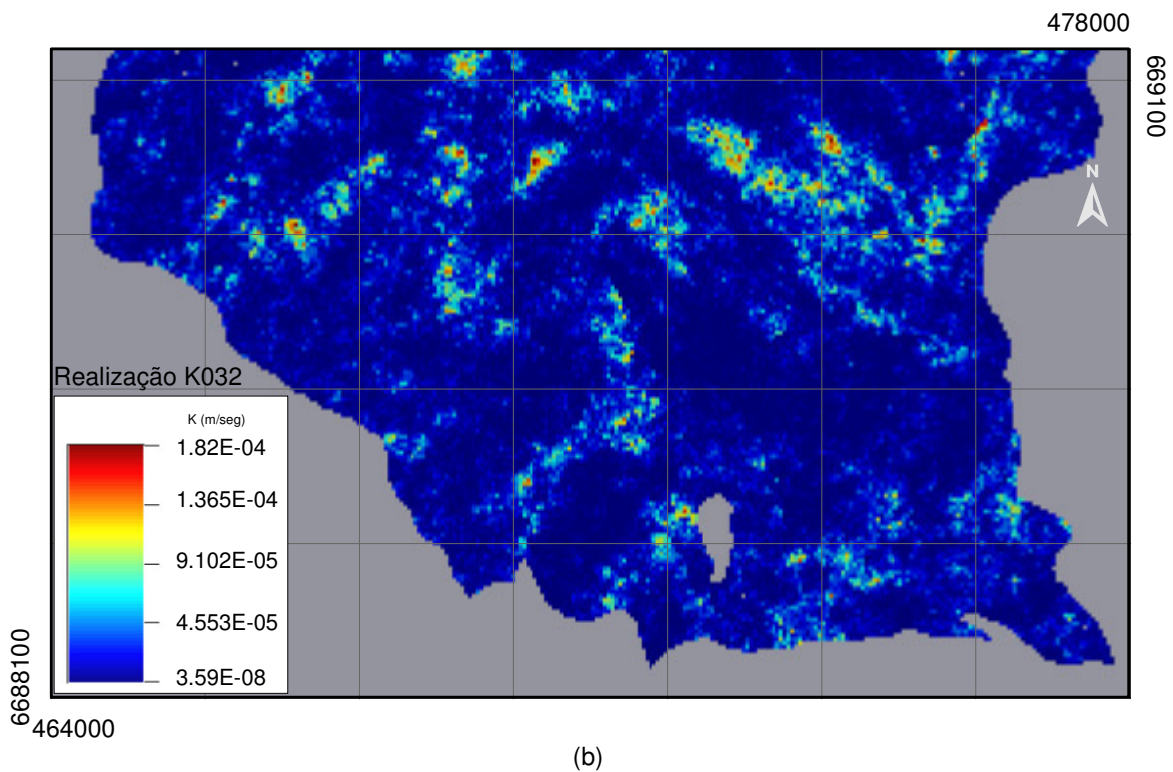 478000
669100
N
Realização K032
K (m/seg)
1.82E-04
1.365E-04
9.102E-05
4.553E-05
3.59E-08
6688100
464000
(b)